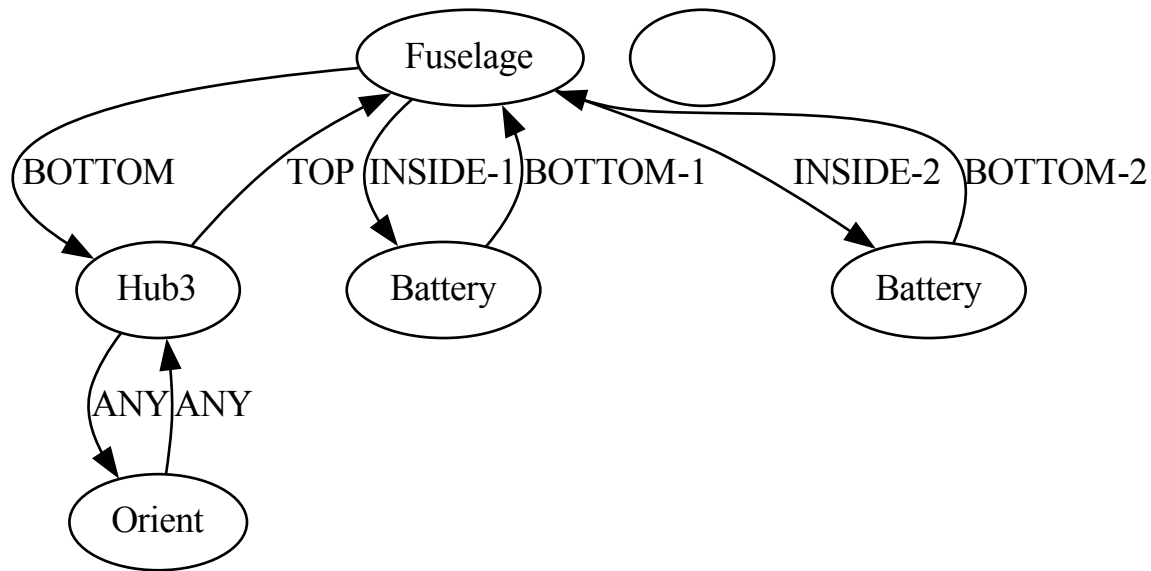 Fuselage
BOTTOM
TOP
INSIDE-1
BOTTOM-1
INSIDE-2
BOTTOM-2
Hub3
Battery
Battery
ANY
ANY
Orient